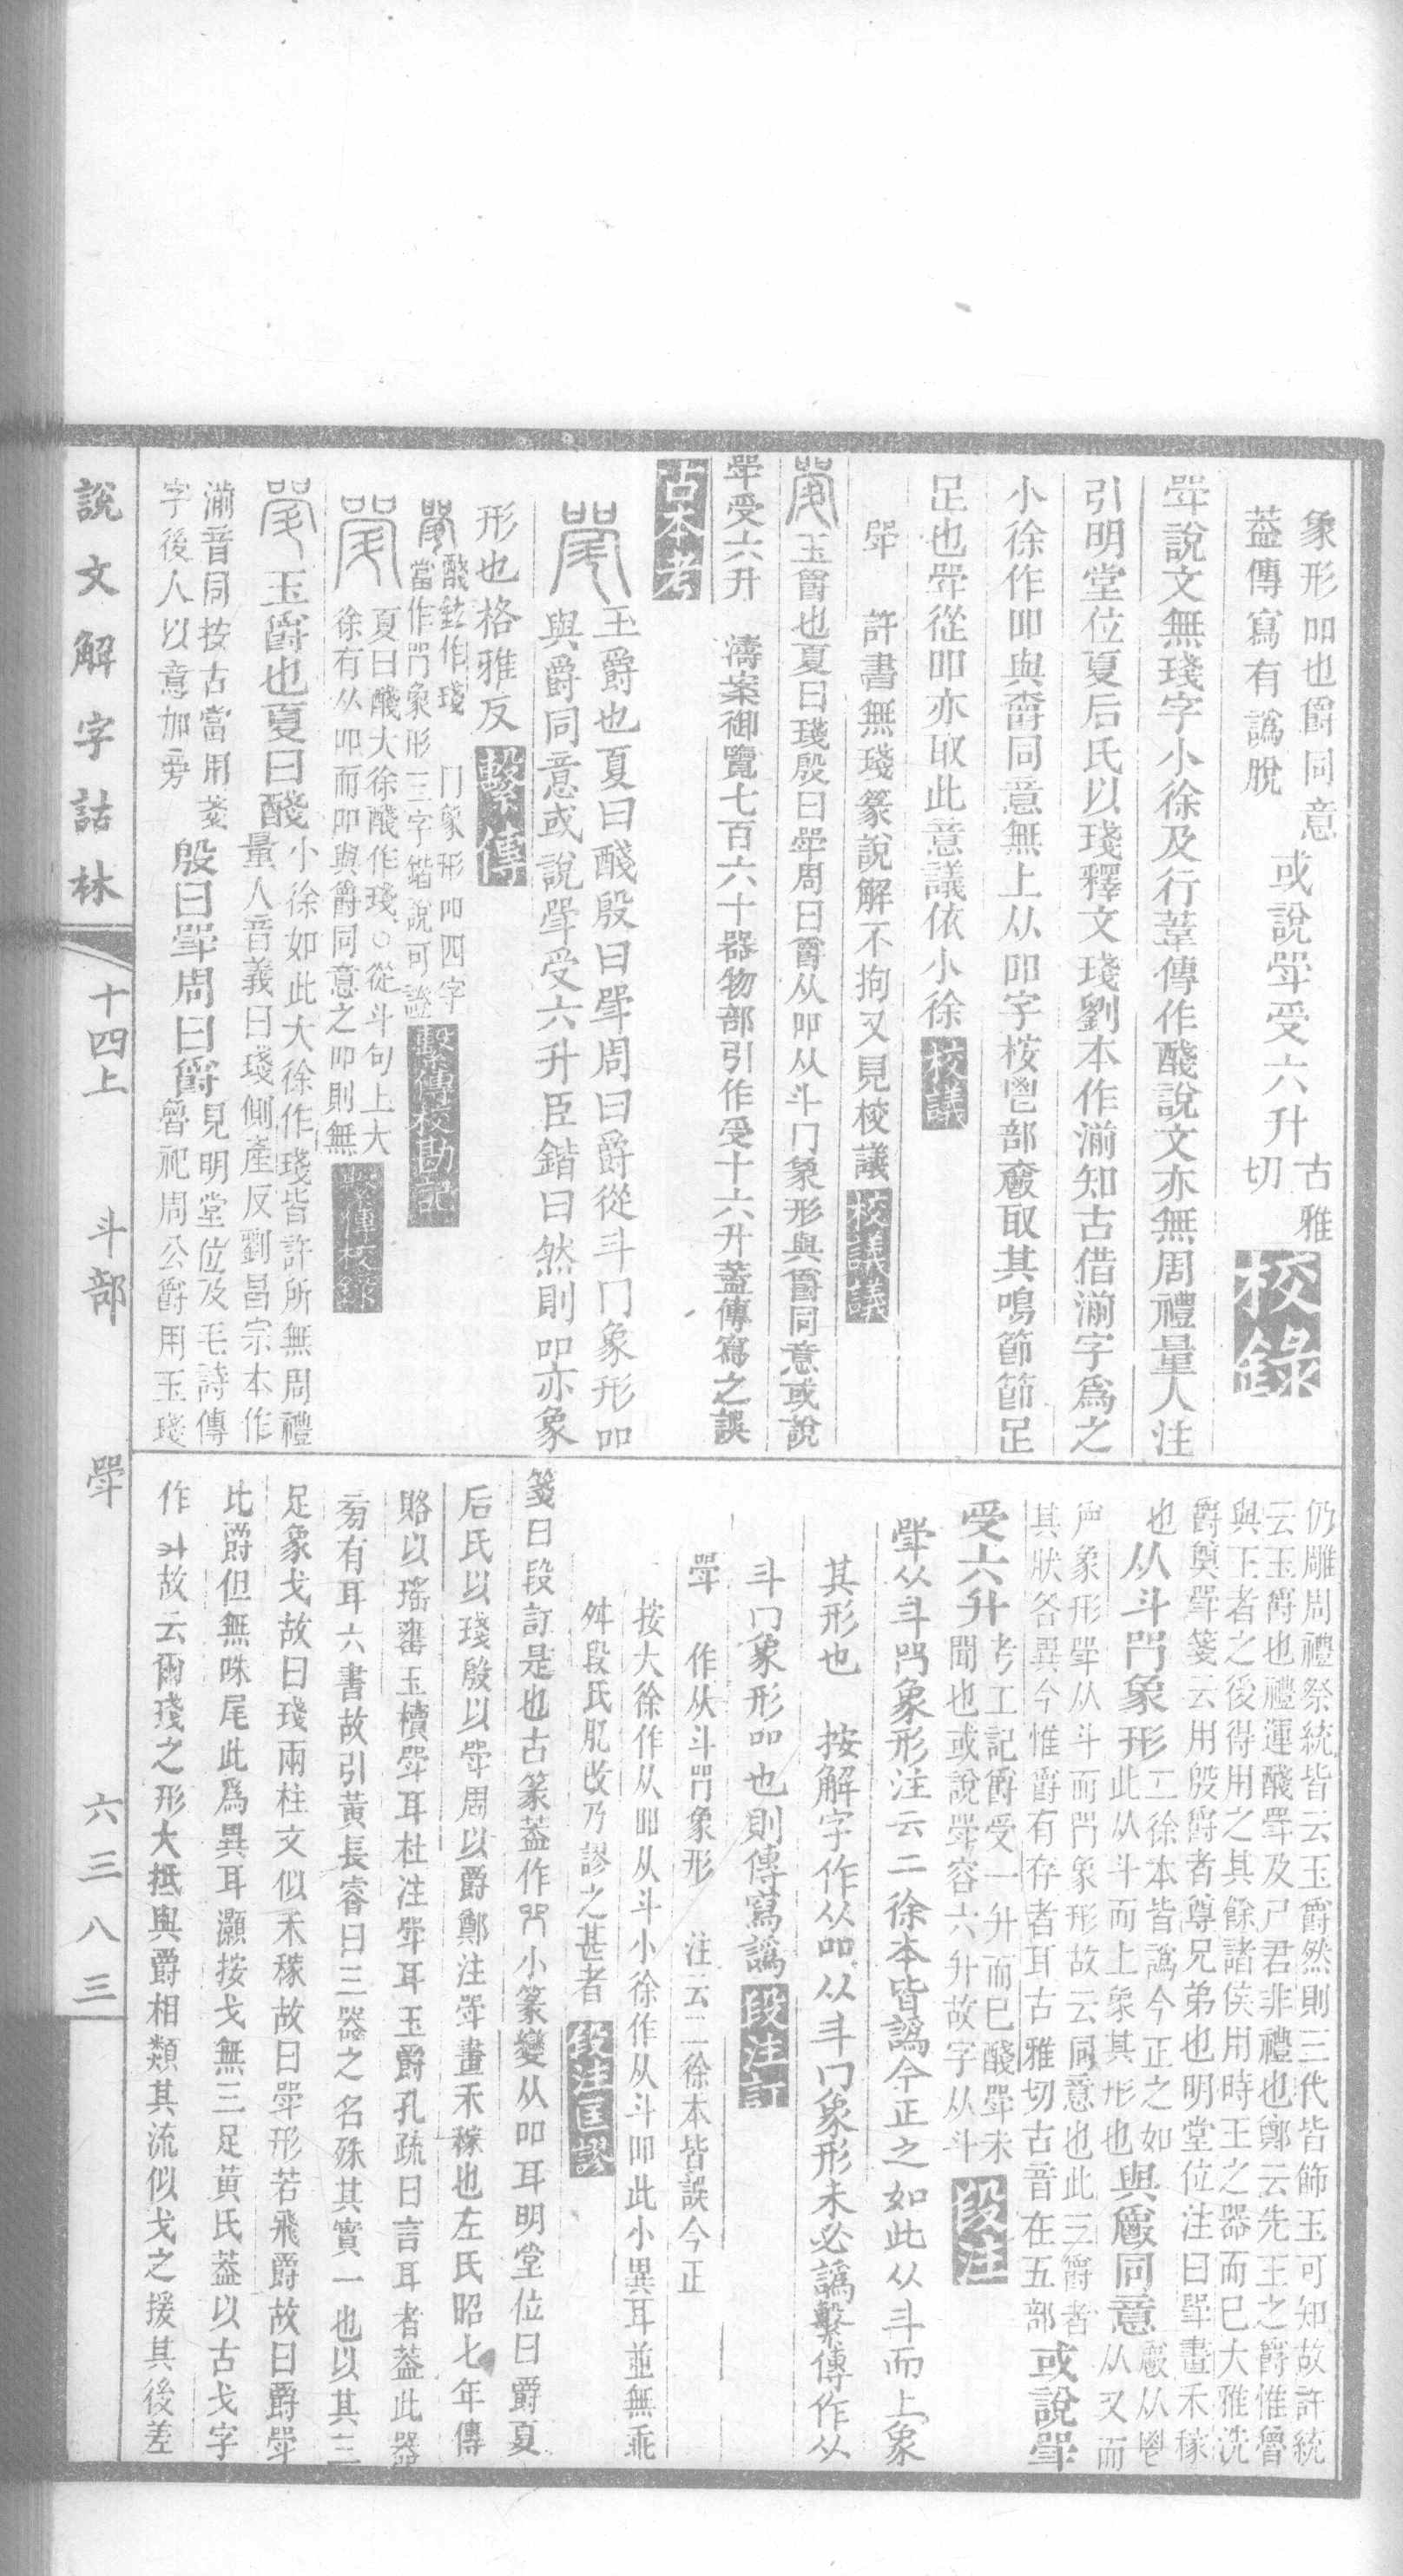 象形吅也爵同意
蓋傳寫有譌脫
或說斝受六升
古雅
切
校錄
斝說文無琖字小徐及行葦傳作醆說文亦無周禮量人注
引明堂位夏后氏以琖釋文琖劉本作湔知古借湔字爲之
小徐作吅與齍同意無上从吅字桉鬯部𩰥取其鳴節節足
足也斝從吅亦取此意議依小徐
校議
斝 許書無琖篆說解不拘又見校議
校議議
玉爵也夏曰琖殷曰斝周曰爵从吅从斗冂象形與爵同意或說
斝受六升 濤案御覽七百六十器物部引作受十六升蓋傳寫之誤
古本考
玉爵也夏曰醆殷曰斝周曰爵從斗冂象形吅
與爵同意或說斝受六升臣鍇曰然則吅亦象
形也格雅反
繫傳
斝
醆鈔作琖 冂象形吅四字
當作𠕁象形三字鍇說可證
繫傳校勘記
夏曰醆大徐醆作琖○從斗句上大
徐有从吅而吅與爵同意之吅則無
繫傳校錄
玉爵也夏曰醆
小徐如此大徐作琖皆許所無周禮
量人音義曰琖側產反劉昌宗本作
湔音同按古當用戔
字後人以意加旁
殷曰斝周曰爵
見明堂位及毛詩傳
魯祀周公爵用玉琖
仍雕周禮祭統皆云玉爵然則三代皆飾玉可知故許統
云玉爵也禮運醆斝及尸君非禮也鄭云先王之爵惟魯
與王者之後得用之其餘諸侯用時王之器而已大雅洗
爵奠斝箋云用殷爵者尊兄弟也明堂位注曰斝畫禾稼
也
从斗𠕁象形
二徐本皆譌今正之如
此从斗而上象其形也
與𩰥同意
𩰥从鬯
从又而
声象形斝从斗而𠕁象形故云同意也此三爵者
其狀各異今惟爵有存者耳古雅切古音在五部
或說斝
受六升
考工記爵受一升而已醆斝未
聞也或說斝容六升故字从斗
段注
斝从斗𠕁象形注云二徐本皆譌今正之如此从斗而上象
其形也 按解字作从吅从斗冂象形未必譌繫傳作从
斗冂象形吅也則傳寫譌
段注訂
斝 作从斗𠕁象形 注云二徐本皆誤今正
按大徐作从吅从斗小徐作从斗吅此小異耳並無乖
舛段氏肊改乃謬之甚者
段注匡謬
箋曰段訂是也古篆蓋作𠕁小篆變从吅耳明堂位曰爵夏
后氏以琖殷以斝周以爵鄭注斝畫禾稼也左氏昭七年傳
賂以瑤罋玉櫝斝耳杜注斝耳玉爵孔疏曰言耳者蓋此器
㫄有耳六書故引黃長睿曰三器之名殊其實一也以其三
足象戈故曰琖兩柱文似禾稼故曰斝形若飛爵故曰爵斝
比爵但無咮尾此爲異耳灝按戈無三足黃氏蓋以古戈字
作 故云爾琖之形大抵與爵相類其流似戈之援其後差
說文解字詁林
十四上 斗部 斝 六三八三